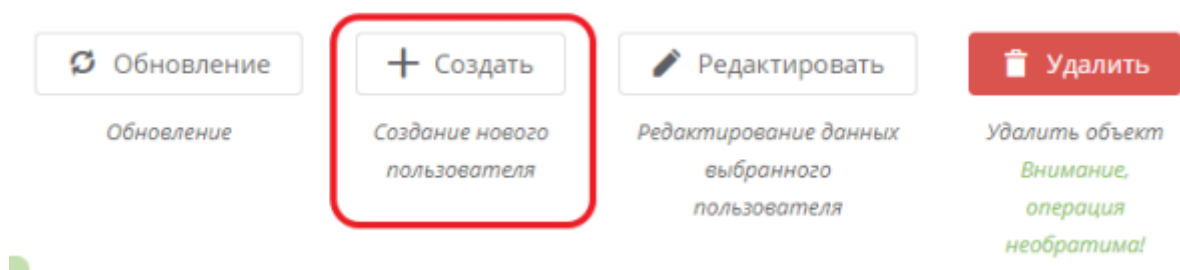 Обновление
Создать
Редактировать
Удалить
Обновление
Создание нового
пользователя
Редактирование данных
выбранного
пользователя
Удалить объект
Внимание,
операция
необратима!